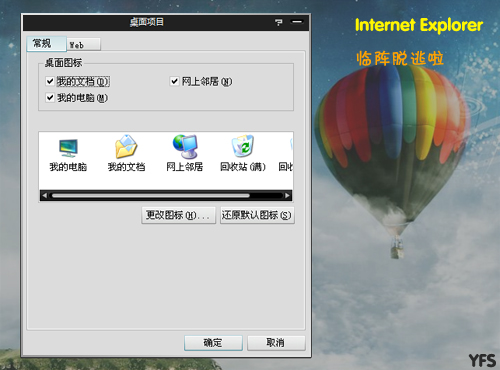 桌面项目
Internet Explorer
临阵脱逃啦
常规
Web
桌面图标
我的文档(D)
网上邻居(N)
我的电脑(M)
我的电脑
我的文档
网上邻居
回收站(满)
回收
更改图标(H)...
还原默认图标(S)
确定
取消
YFS